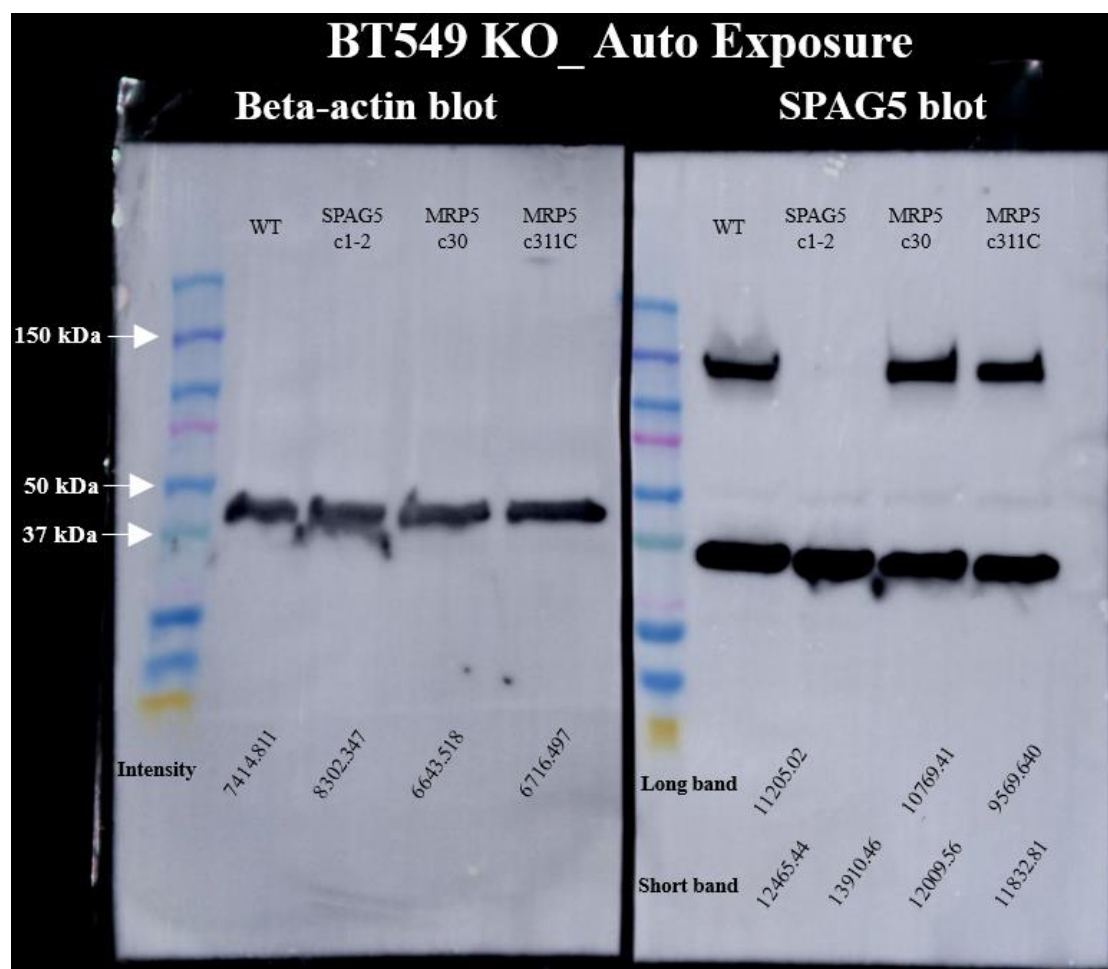 BT549 KO_ Auto Exposure
Beta-actin blot
SPAG5 blot
WT
SPAG5
c1-2
MRP5
c30
MRP5
c311C
WT
SPAG5
c1-2
MRP5
c30
MRP5
c311C
150 kDa
50 kDa
37 kDa
Intensity
7414.811
8302.347
6643.518
6716.497
Long band
11205.02
10769.41
9569.640
Short band
12465.44
13910.46
12009.56
11832.81